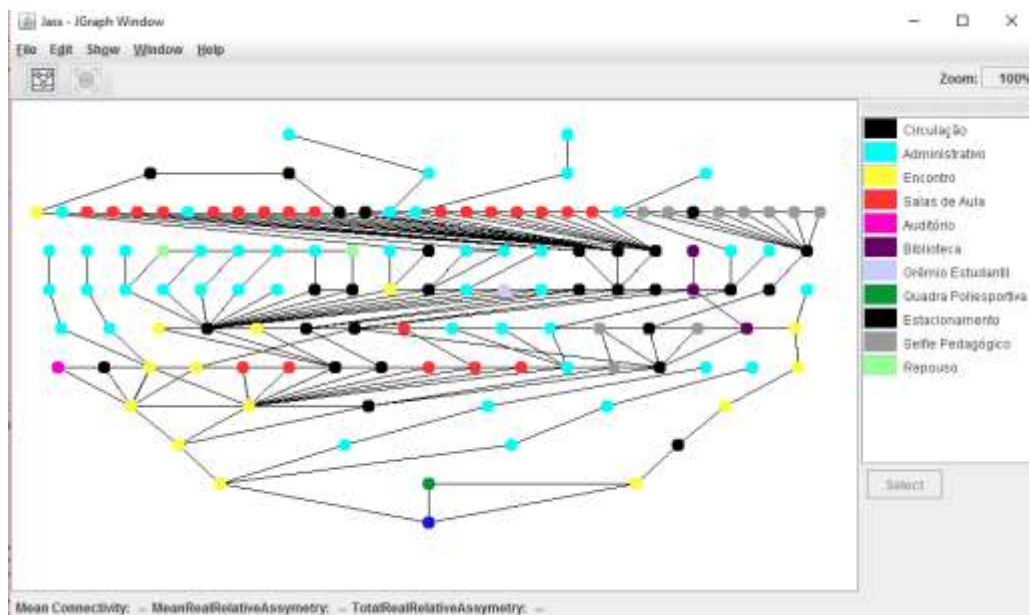 Jass - JGraph Window
File Edit Show Window Help
Zoom: 100%
Circulação
Administrativo
Encontro
Salas de Aula
Auditório
Biblioteca
Grêmio Estudantil
Quadra Poliesportiva
Estacionamento
Selfie Pedagógico
Repouso
Select
Mean Connectivity: -- MeanRealRelativeAssymetry: -- TotalRealRelativeAssymetry: --